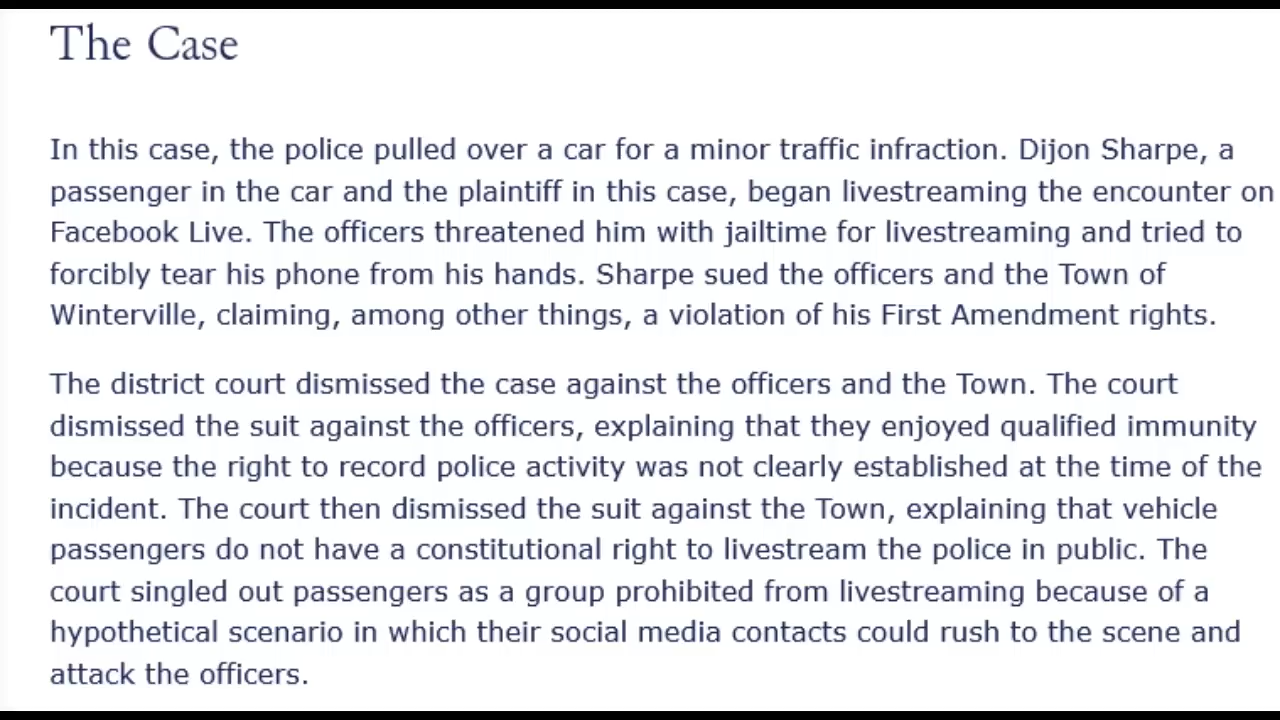 The Case
In this case, the police pulled over a car for a minor traffic infraction. Dijon Sharpe, a
passenger in the car and the plaintiff in this case, began livestreaming the encounter on
Facebook Live. The officers threatened him with jailtime for livestreaming and tried to
forcibly tear his phone from his hands. Sharpe sued the officers and the Town of
Winterville, claiming, among other things, a violation of his First Amendment rights.
The district court dismissed the case against the officers and the Town. The court
dismissed the suit against the officers, explaining that they enjoyed qualified immunity
because the right to record police activity was not clearly established at the time of the
incident. The court then dismissed the suit against the Town, explaining that vehicle
passengers do not have a constitutional right to livestream the police in public. The
court singled out passengers as a group prohibited from livestreaming because of a
hypothetical scenario in which their social media contacts could rush to the scene and
attack the officers.